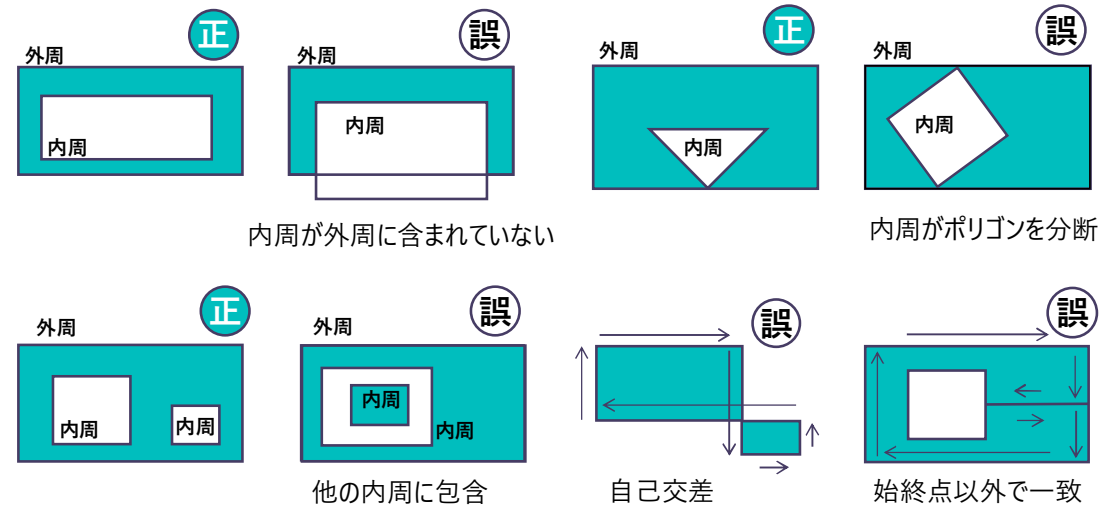 正
外周
内周
誤
外周
内周
内周が外周に含まれていない
正
外周
内周
誤
外周
内周
内周がポリゴンを分断
正
外周
内周
内周
誤
外周
内周
内周
他の内周に包含
誤
自己交差
誤
始終点以外で一致